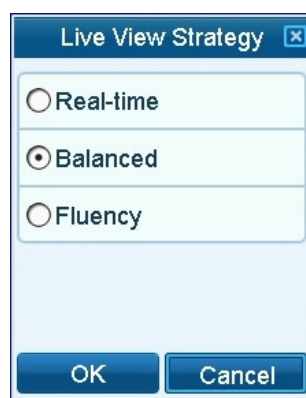 Live View Strategy
Real-time
Balanced
Fluency
OK
Cancel